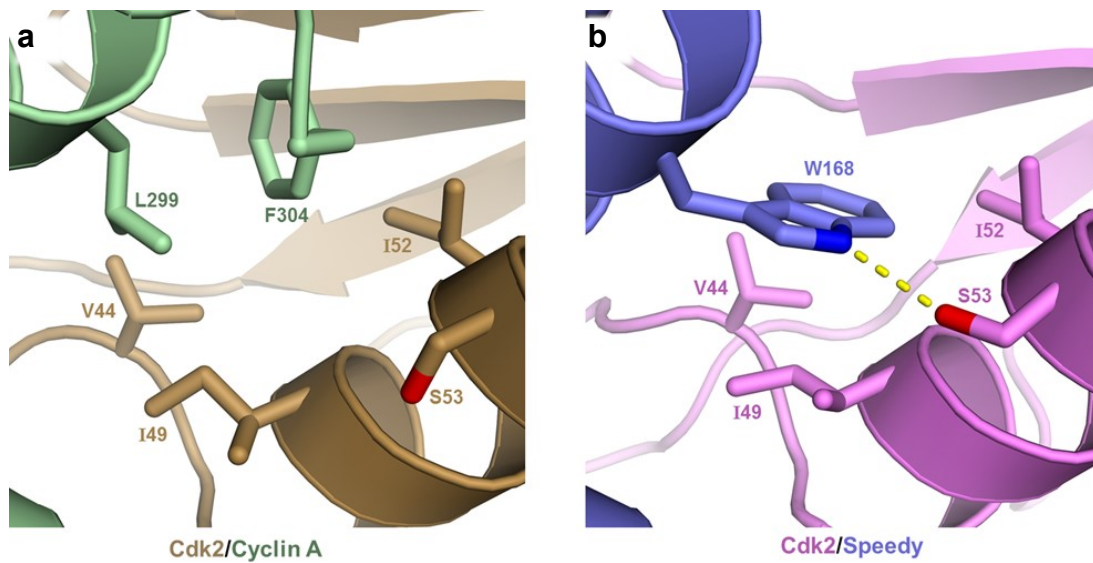 a
L299
F304
I52
V44
S53
I49
Cdk2/Cyclin A
b
W168
I52
V44
S53
I49
Cdk2/Speedy